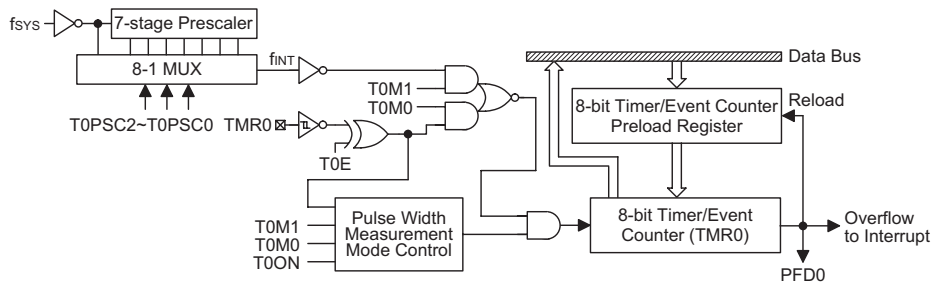 fSYS
7-stage Prescaler
8-1 MUX
T0PSC2~T0PSC0
fINT
TMR0
T0E
T0M1
T0M0
T0M1
T0M0
T0ON
Pulse Width
Measurement
Mode Control
Data Bus
8-bit Timer/Event Counter
Preload Register
Reload
8-bit Timer/Event
Counter (TMR0)
Overflow
to Interrupt
PFD0